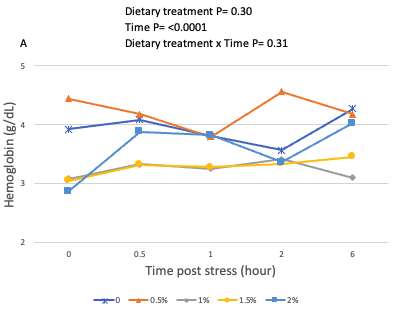 Dietary treatment P= 0.30
Time P= <0.0001
A
Dietary treatment x Time P= 0.31
5
4
3
2
Hemoglobin (g/dL)
0 0.5 1 2 6
Time post stress (hour)
0 0.5% 1% 1.5% 2%